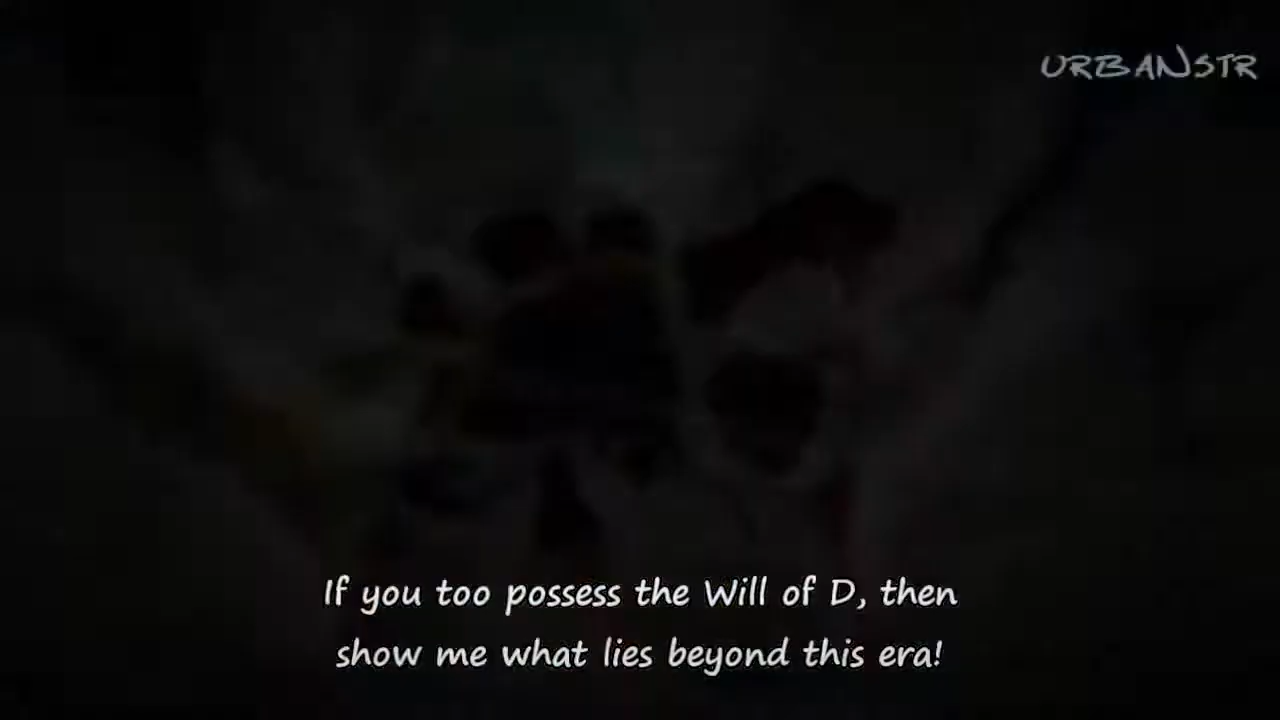 URBANSTR
If you too possess the Will of D, then
show me what lies beyond this era!